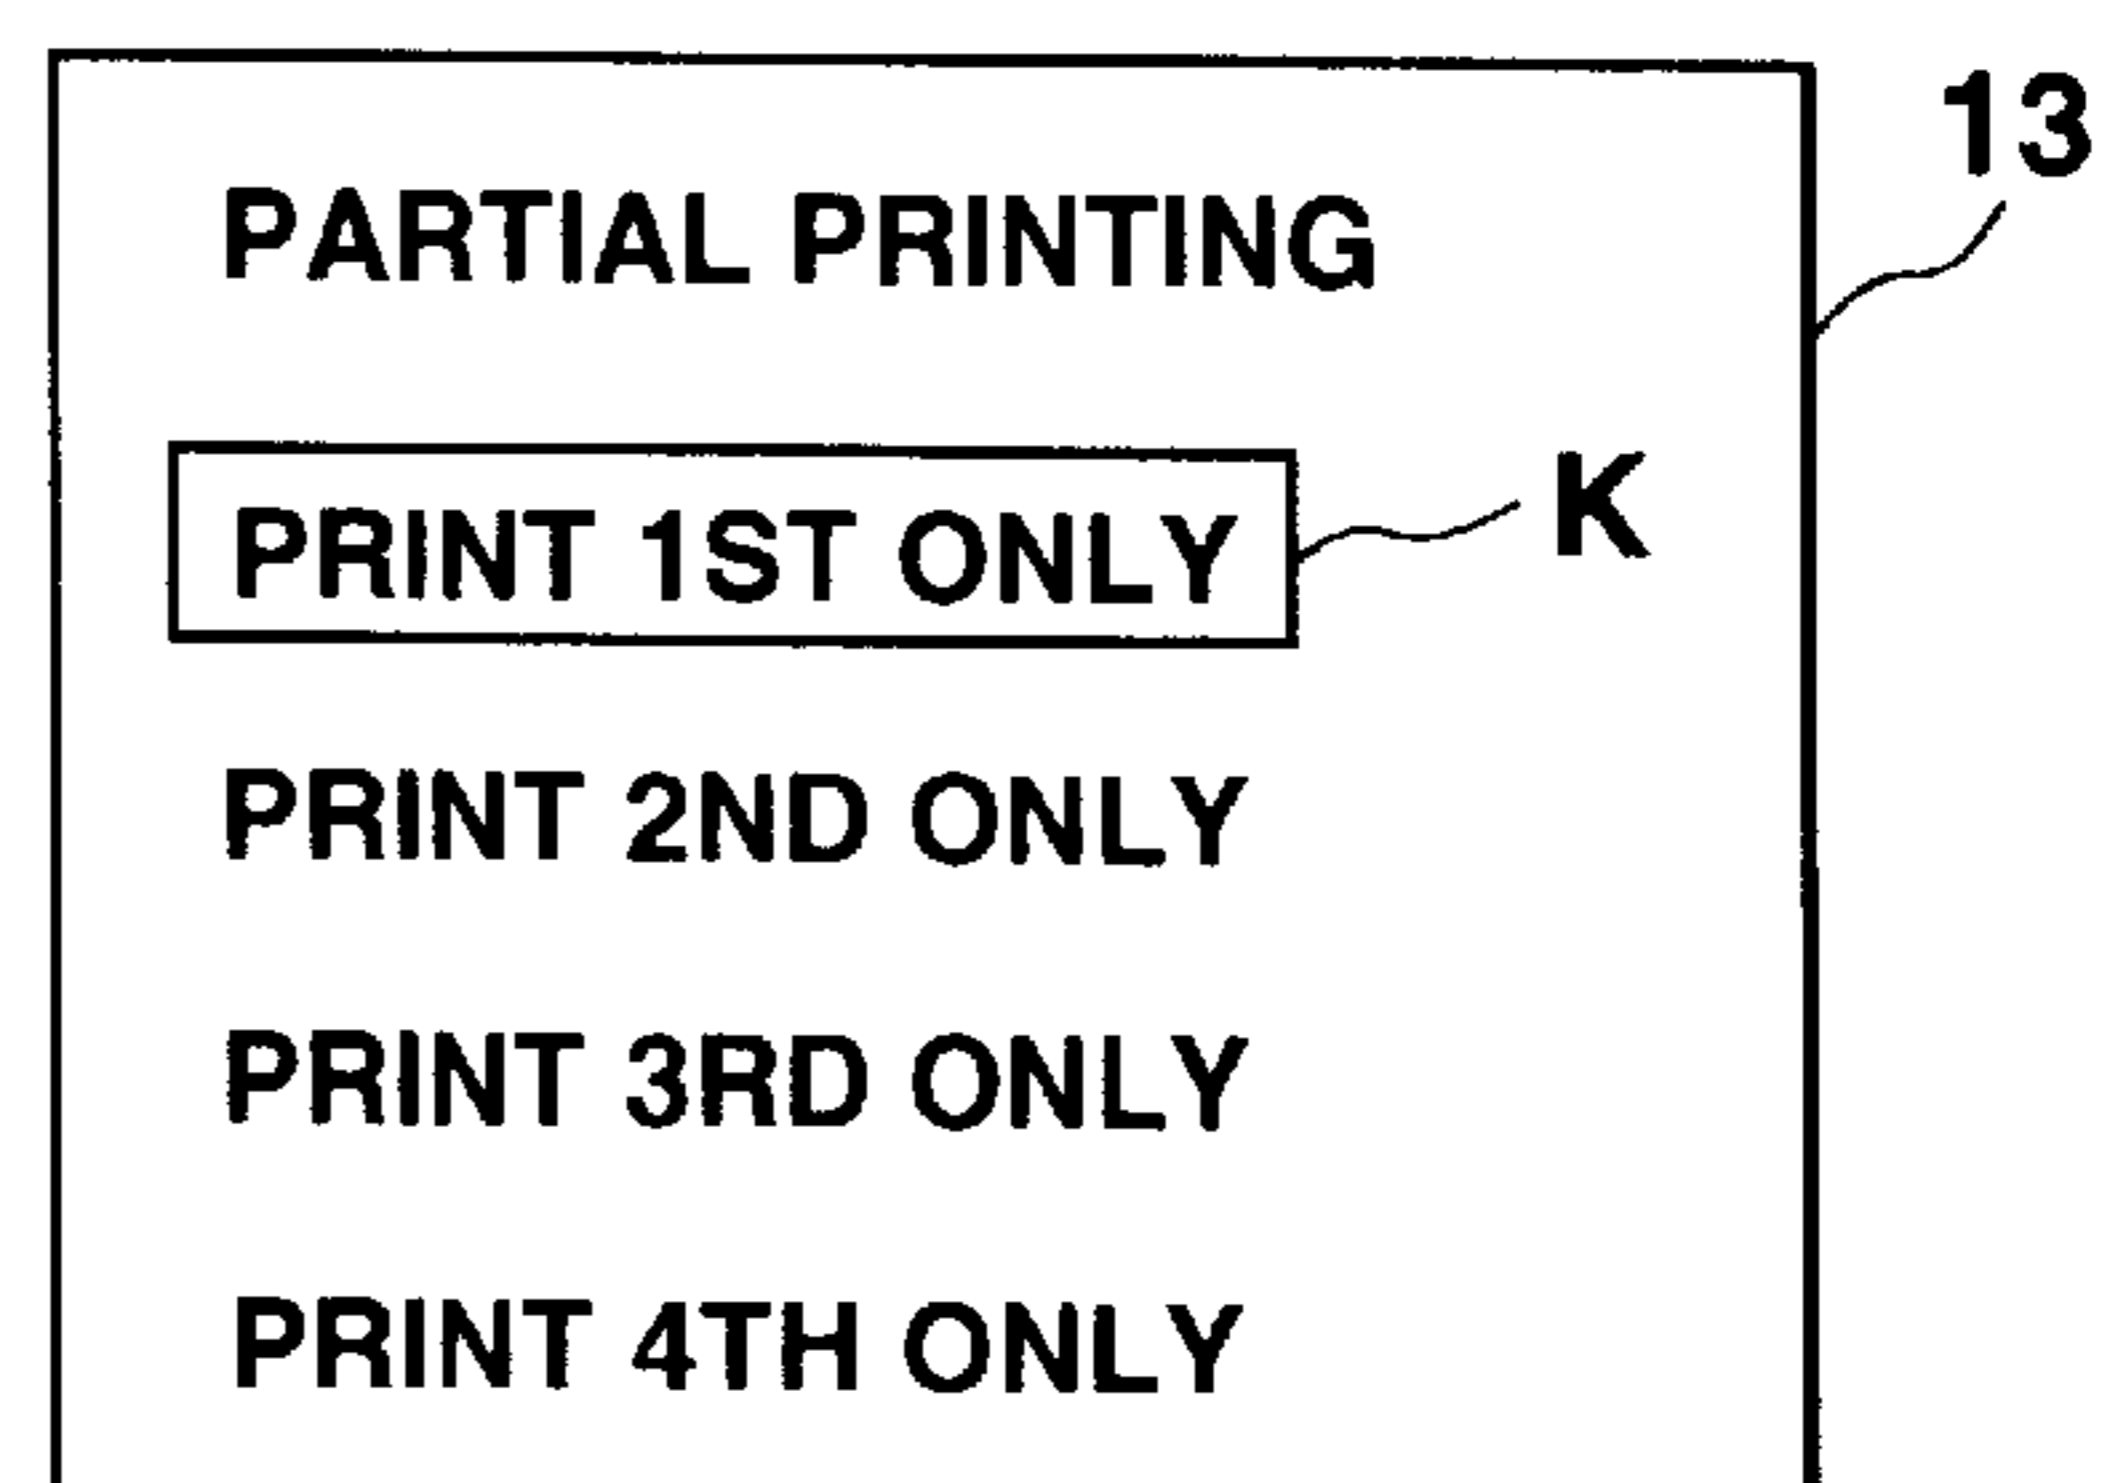 13
PARTIAL PRINTING
PRINT 1ST ONLY
K
PRINT 2ND ONLY
PRINT 3RD ONLY
PRINT 4TH ONLY